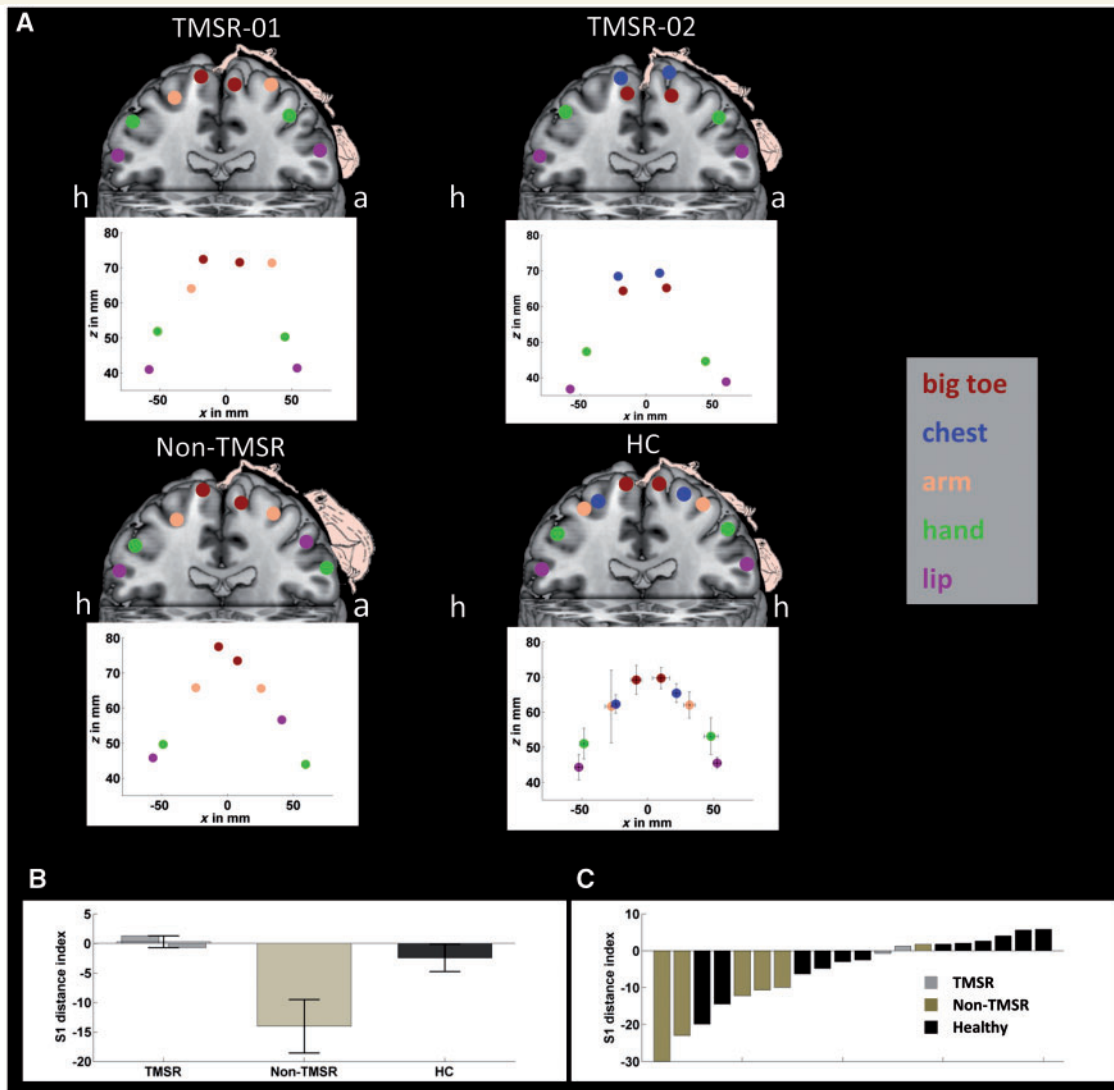 A
TMSR-01
TMSR-02
h
a
h
a
80
70
60
50
40
z in mm
-50
0
50
x in mm
80
70
60
50
40
z in mm
-50
0
50
x in mm
big toe
chest
arm
hand
lip
Non-TMSR
HC
h
a
h
h
80
70
60
50
40
z in mm
-50
0
50
x in mm
80
70
60
50
40
z in mm
-50
0
50
x in mm
B
S1 distance index
5
0
-5
-10
-15
-20
TMSR
Non-TMSR
HC
C
S1 distance index
10
0
-10
-20
-30
TMSR
Non-TMSR
Healthy